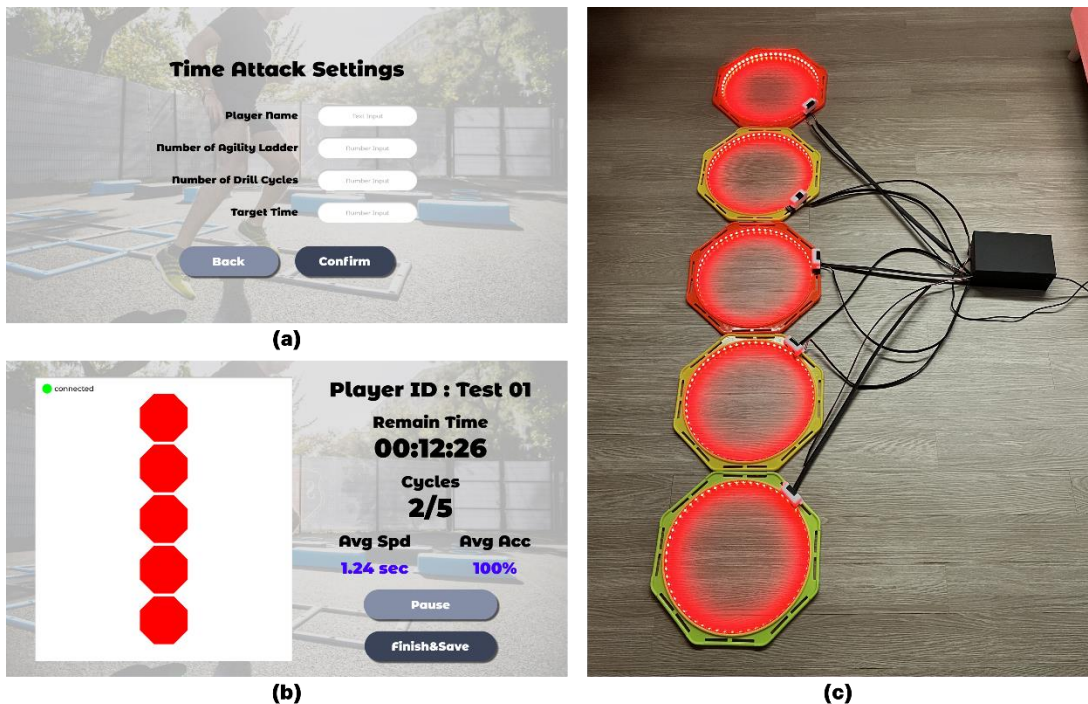 Time Attack Settings
Player Name
Text Input
Number of Agility Ladder
Number Input
Number of Drill Cycles
Number Input
Target Time
Number Input
Back
Confirm
(a)
connected
Player ID : Test 01
Remain Time
00:12:26
Cycles
2/5
Avg Spd
Avg Acc
1.24 sec
100%
Pause
Finish&Save
(b)
(c)